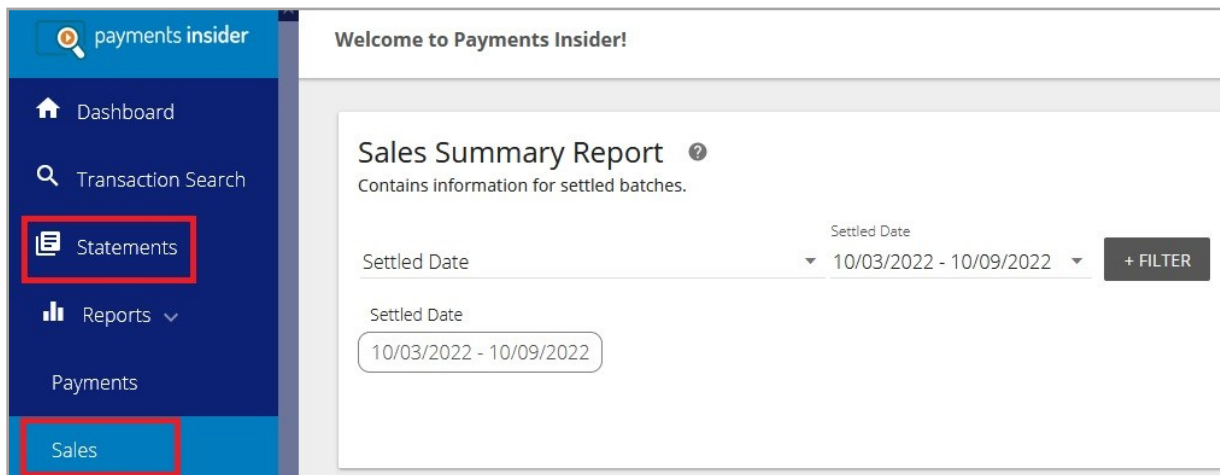 payments insider
Dashboard
Transaction Search
Statements
Reports
Payments
Sales
Welcome to Payments Insider!
Sales Summary Report ?
Contains information for settled batches.
Settled Date
Settled Date 10/03/2022 - 10/09/2022 + FILTER
Settled Date
10/03/2022 - 10/09/2022